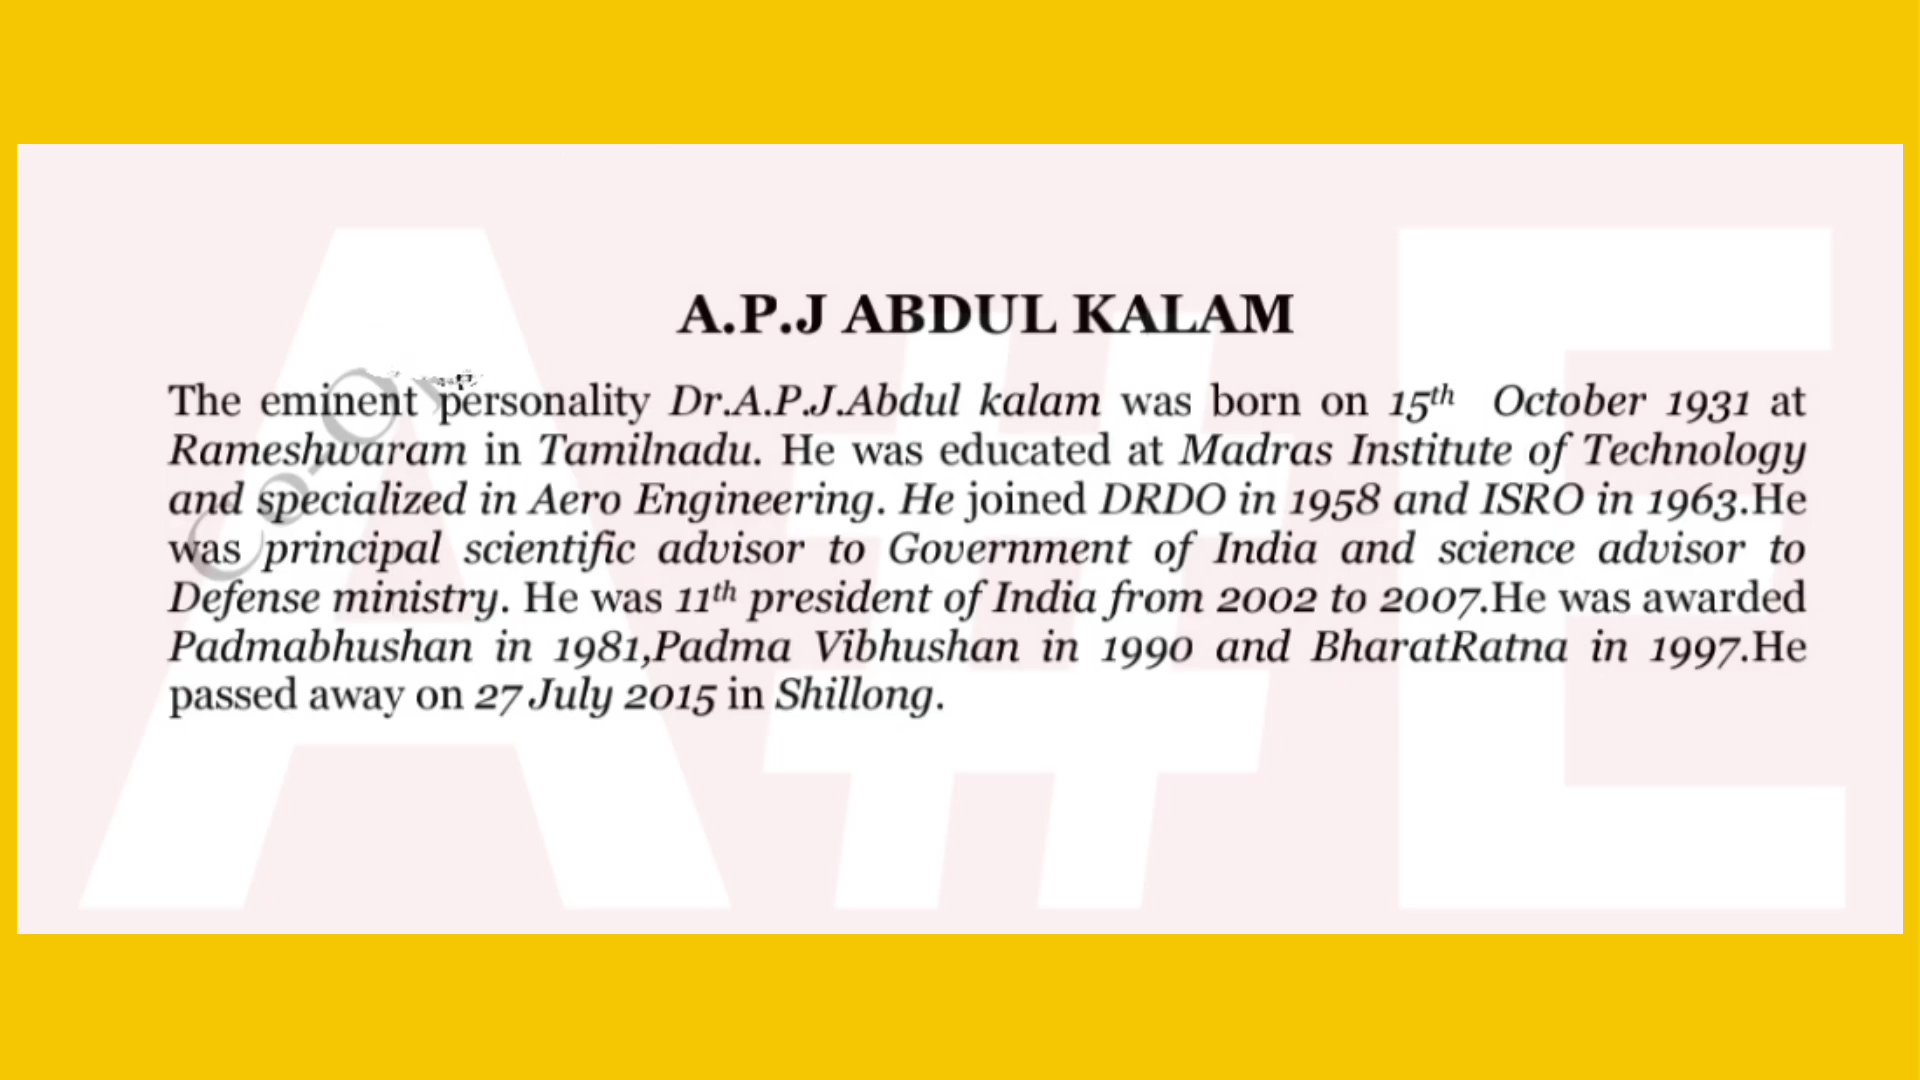 A.P.J ABDUL KALAM
The eminent personality Dr.A.P.J.Abdul kalam was born on 15th October 1931 at
Rameshwaram in Tamilnadu. He was educated at Madras Institute of Technology
and specialized in Aero Engineering. He joined DRDO in 1958 and ISRO in 1963.He
was principal scientific advisor to Government of India and science advisor to
Defense ministry. He was 11th president of India from 2002 to 2007.He was awarded
Padmabhushan in 1981,Padma Vibhushan in 1990 and BharatRatna in 1997.He
passed away on 27 July 2015 in Shillong.
A#E